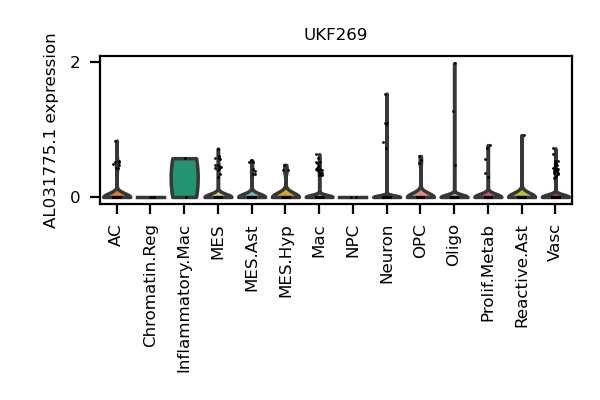 UKF269
AL031775.1 expression
2
0
AC
Chromatin.Reg
Inflammatory.Mac
MES
MES.Ast
MES.Hyp
Mac
NPC
Neuron
OPC
Oligo
Prolif.Metab
Reactive.Ast
Vasc